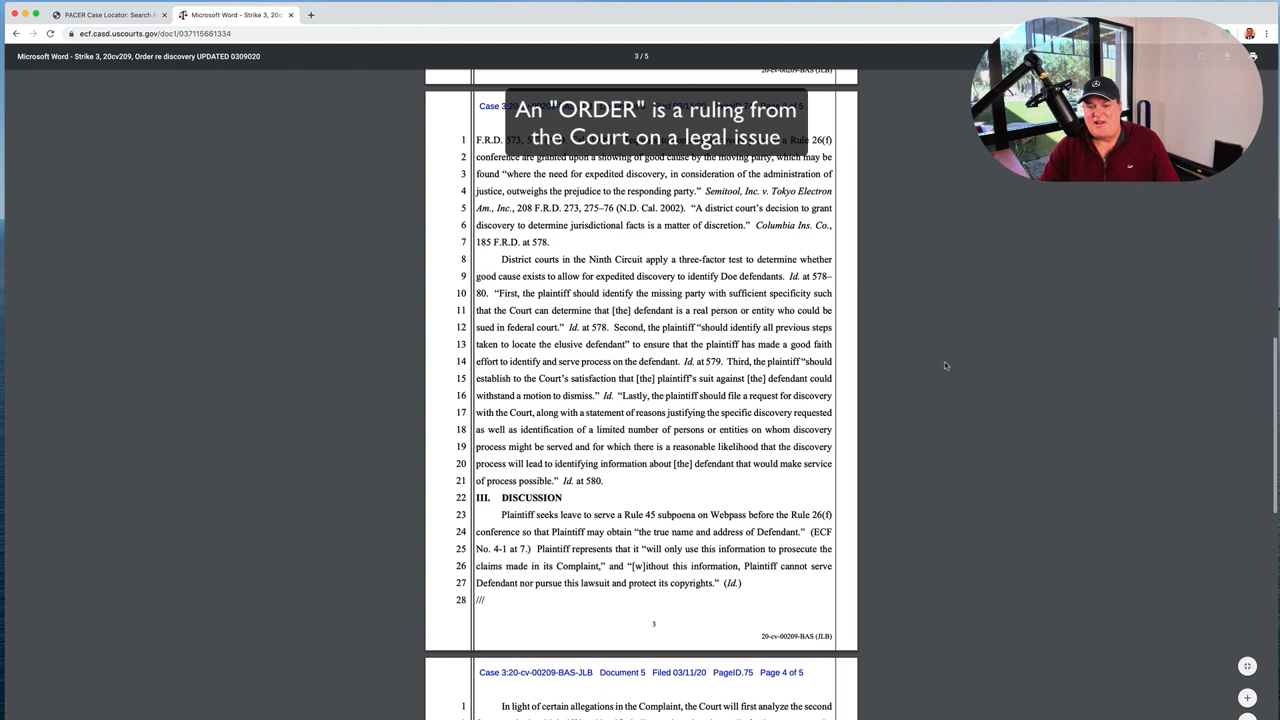 PACER Case Locator: Search R
Microsoft Word - Strike 3, 20c
ecf.casd.uscourts.gov/doc1/037115661334
Microsoft Word - Strike 3, 20cv209, Order re discovery UPDATED 0309020
3 / 5
20-cv-00209-BAS (JLB)
An "ORDER" is a ruling from
the Court on a legal issue
1 F.R.D. 573, Rule 26(f)
2 conference are granted upon a showing of good cause by the moving party, which may be
3 found “where the need for expedited discovery, in consideration of the administration of
4 justice, outweighs the prejudice to the responding party.” Semitool, Inc. v. Tokyo Electron
5 Am., Inc., 208 F.R.D. 273, 275–76 (N.D. Cal. 2002). “A district court’s decision to grant
6 discovery to determine jurisdictional facts is a matter of discretion.” Columbia Ins. Co.,
7 185 F.R.D. at 578.
8 District courts in the Ninth Circuit apply a three-factor test to determine whether
9 good cause exists to allow for expedited discovery to identify Doe defendants. Id. at 578–
10 80. “First, the plaintiff should identify the missing party with sufficient specificity such
11 that the Court can determine that [the] defendant is a real person or entity who could be
12 sued in federal court.” Id. at 578. Second, the plaintiff “should identify all previous steps
13 taken to locate the elusive defendant” to ensure that the plaintiff has made a good faith
14 effort to identify and serve process on the defendant. Id. at 579. Third, the plaintiff “should
15 establish to the Court’s satisfaction that [the] plaintiff’s suit against [the] defendant could
16 withstand a motion to dismiss.” Id. “Lastly, the plaintiff should file a request for discovery
17 with the Court, along with a statement of reasons justifying the specific discovery requested
18 as well as identification of a limited number of persons or entities on whom discovery
19 process might be served and for which there is a reasonable likelihood that the discovery
20 process will lead to identifying information about [the] defendant that would make service
21 of process possible.” Id. at 580.
22 III. DISCUSSION
23 Plaintiff seeks leave to serve a Rule 45 subpoena on Webpass before the Rule 26(f)
24 conference so that Plaintiff may obtain “the true name and address of Defendant.” (ECF
25 No. 4-1 at 7.) Plaintiff represents that it “will only use this information to prosecute the
26 claims made in its Complaint,” and “[w]ithout this information, Plaintiff cannot serve
27 Defendant nor pursue this lawsuit and protect its copyrights.” (Id.)
28 ///
3
20-cv-00209-BAS (JLB)
Case 3:20-cv-00209-BAS-JLB Document 5 Filed 03/11/20 PageID.75 Page 4 of 5
1 In light of certain allegations in the Complaint, the Court will first analyze the second